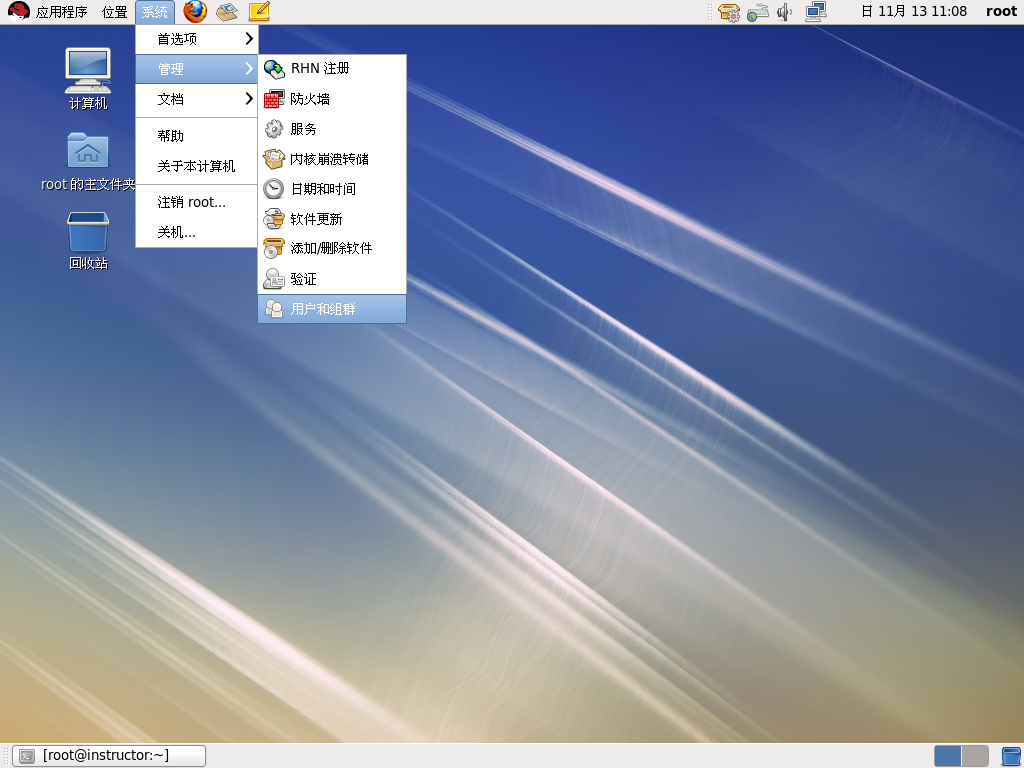 应用程序 位置 系统
日 11月 13 11:08 root
首选项
管理
文档
帮助
关于本计算机
注销 root...
关机...
RHN 注册
防火墙
服务
内核崩溃转储
日期和时间
软件更新
添加/删除软件
验证
用户和组群
计算机
root 的主文件夹
回收站
[root@instructor:~]